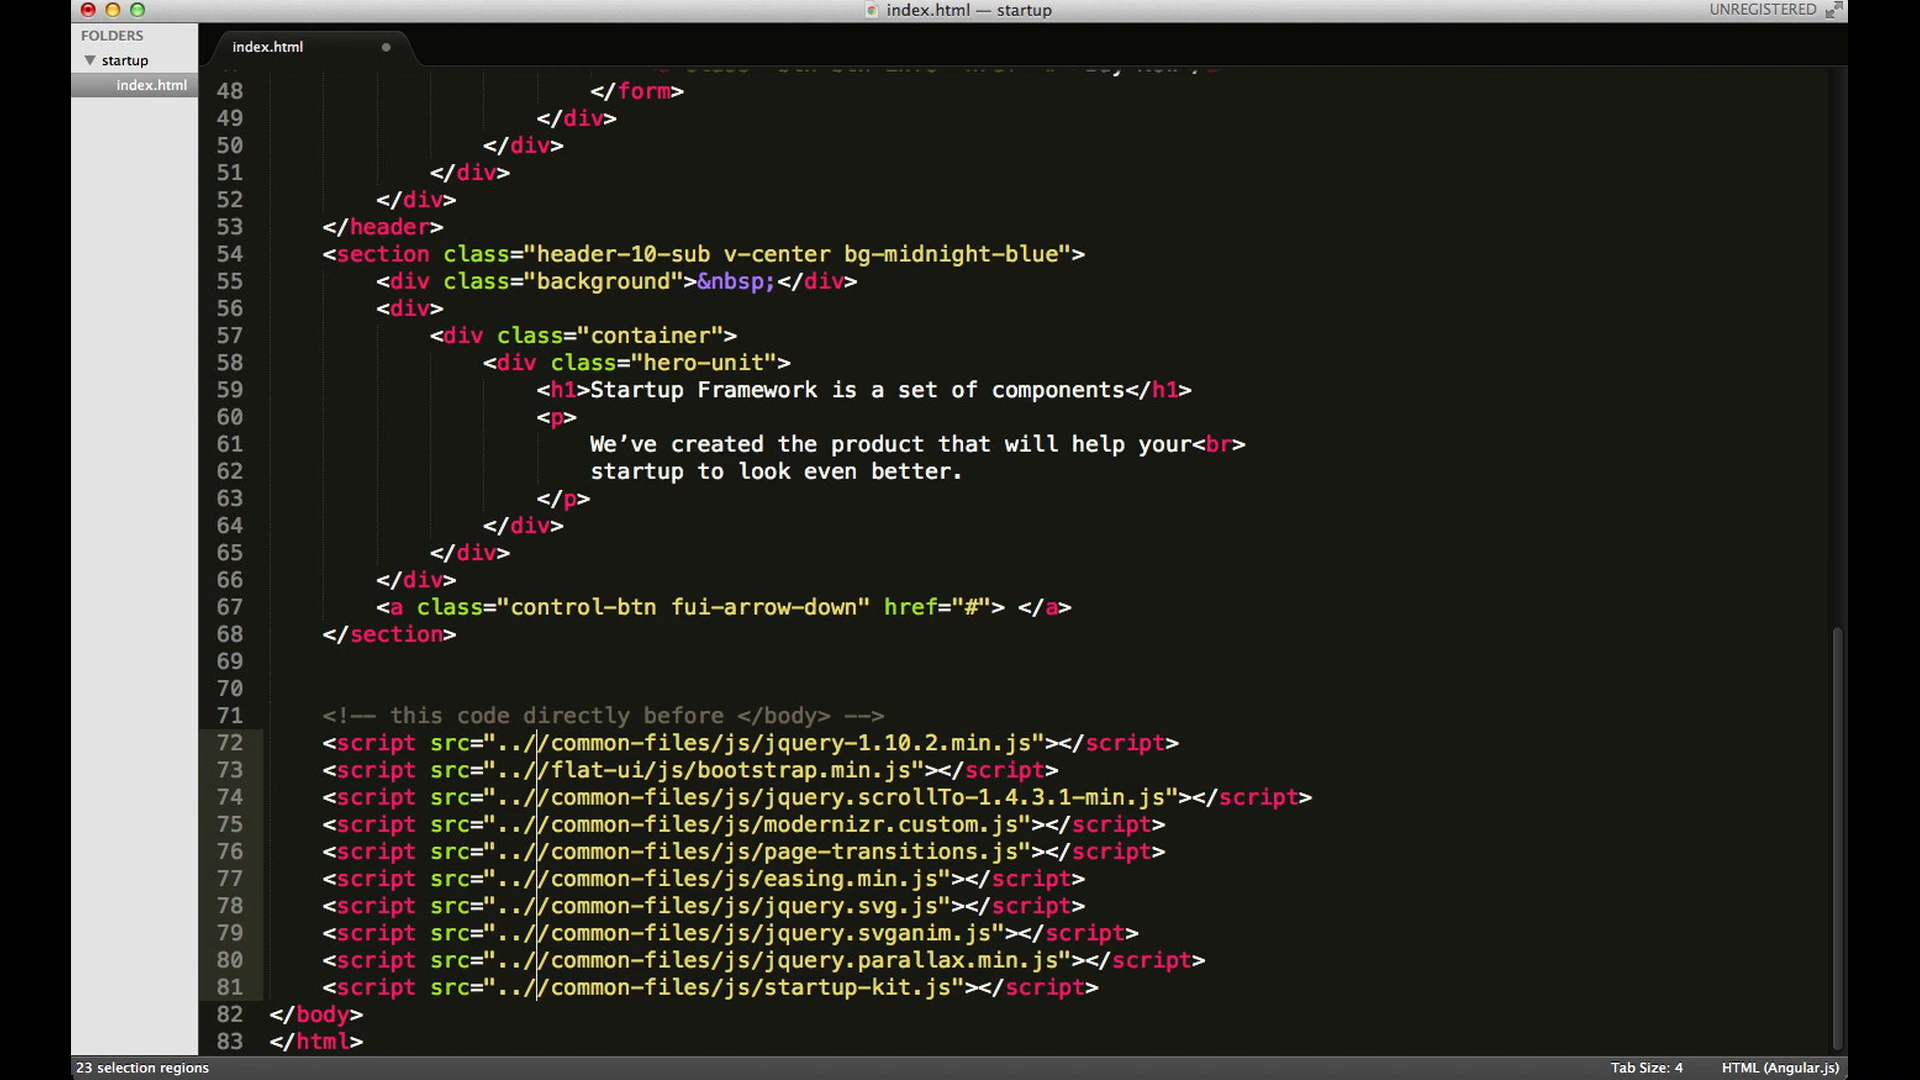 index.html — startup
UNREGISTERED
FOLDERS
startup
index.html
index.html
48 </form>
49 </div>
50 </div>
51 </div>
52 </div>
53 </header>
54 <section class="header-10-sub v-center bg-midnight-blue">
55 <div class="background">&nbsp;</div>
56 <div>
57 <div class="container">
58 <div class="hero-unit">
59 <h1>Startup Framework is a set of components</h1>
60 <p>
61 We’ve created the product that will help your<br>
62 startup to look even better.
63 </p>
64 </div>
65 </div>
66 </div>
67 <a class="control-btn fui-arrow-down" href="#"> </a>
68 </section>
69
70
71 <!-- this code directly before </body> -->
72 <script src="..//common-files/js/jquery-1.10.2.min.js"></script>
73 <script src="..//flat-ui/js/bootstrap.min.js"></script>
74 <script src="..//common-files/js/jquery.scrollTo-1.4.3.1-min.js"></script>
75 <script src="..//common-files/js/modernizr.custom.js"></script>
76 <script src="..//common-files/js/page-transitions.js"></script>
77 <script src="..//common-files/js/easing.min.js"></script>
78 <script src="..//common-files/js/jquery.svg.js"></script>
79 <script src="..//common-files/js/jquery.svganim.js"></script>
80 <script src="..//common-files/js/jquery.parallax.min.js"></script>
81 <script src="..//common-files/js/startup-kit.js"></script>
82 </body>
83 </html>
23 selection regions
Tab Size: 4
HTML (Angular.js)